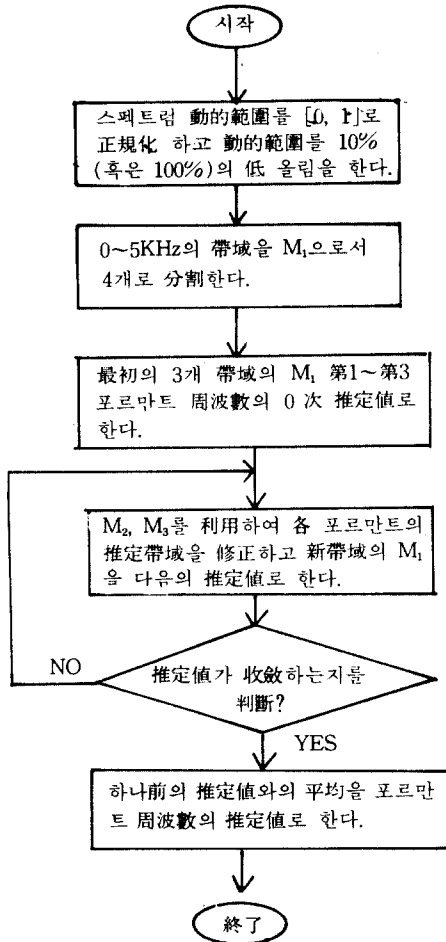 시작
스펙트럼 動的範圍를 [0, 1]로
正規化 하고 動的範圍를 10%
(혹은 100%)의 低 올림을 한다.
0~5KHz의 帶域을 M₁으로서
4개로 分割한다.
最初의 3개 帶域의 M₁ 第1~第3
포르만트 周波數의 0 次 推定値로
한다.
M₂, M₃를 利用하여 各 포르만트의
推定帶域을 修正하고 新帶域의 M₁
을 다음의 推定値로 한다.
NO
推定値가 收斂하는지를
判斷?
YES
하나前의 推定値와의 平均을 포르만
트 周波數의 推定値로 한다.
終了